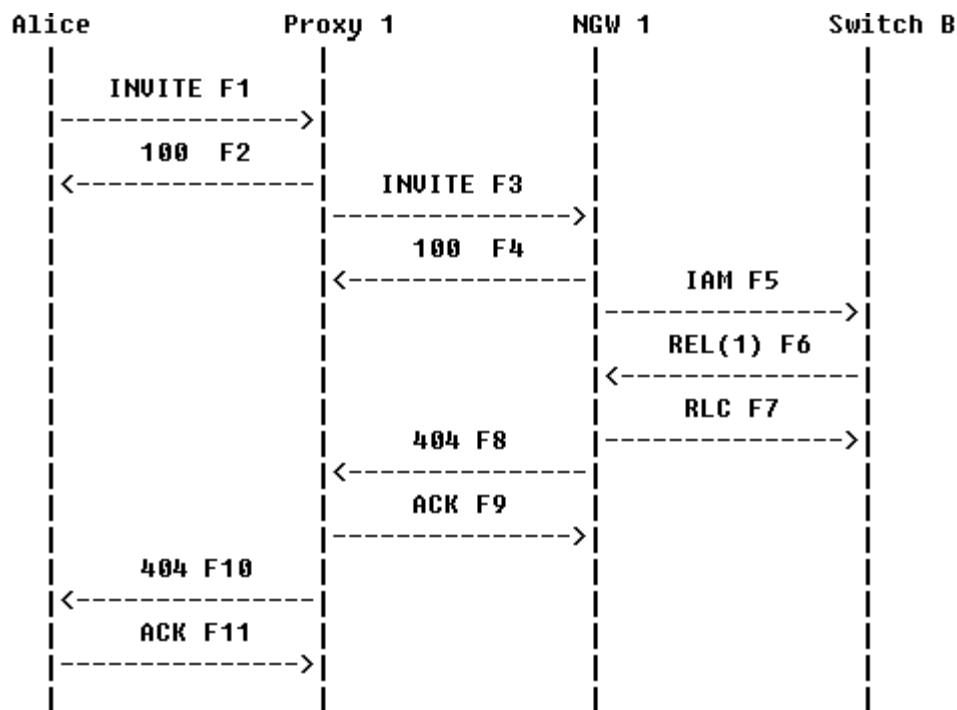 Alice Proxy 1 NGW 1 Switch B
INVITE F1
100 F2
INVITE F3
100 F4
IAM F5
REL(1) F6
RLC F7
404 F8
ACK F9
404 F10
ACK F11